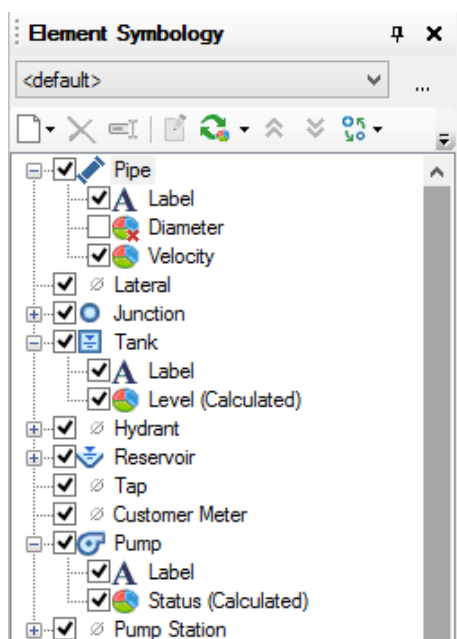 Element Symbology
<default>
...
Pipe
A Label
Diameter
Velocity
Lateral
Junction
Tank
A Label
Level (Calculated)
Hydrant
Reservoir
Tap
Customer Meter
Pump
A Label
Status (Calculated)
Pump Station